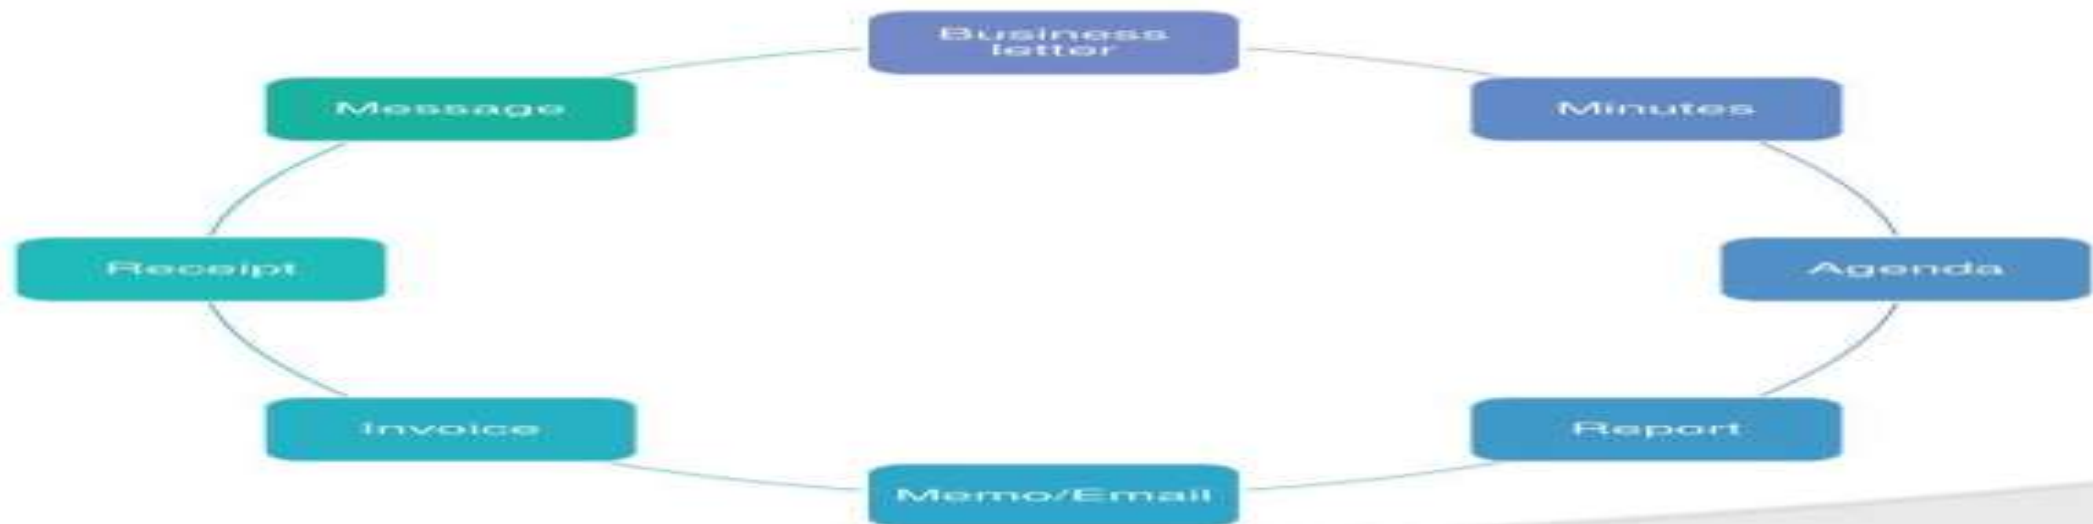 Business
letter
Minutes
Agenda
Report
Memo/Email
Invoice
Receipt
Message